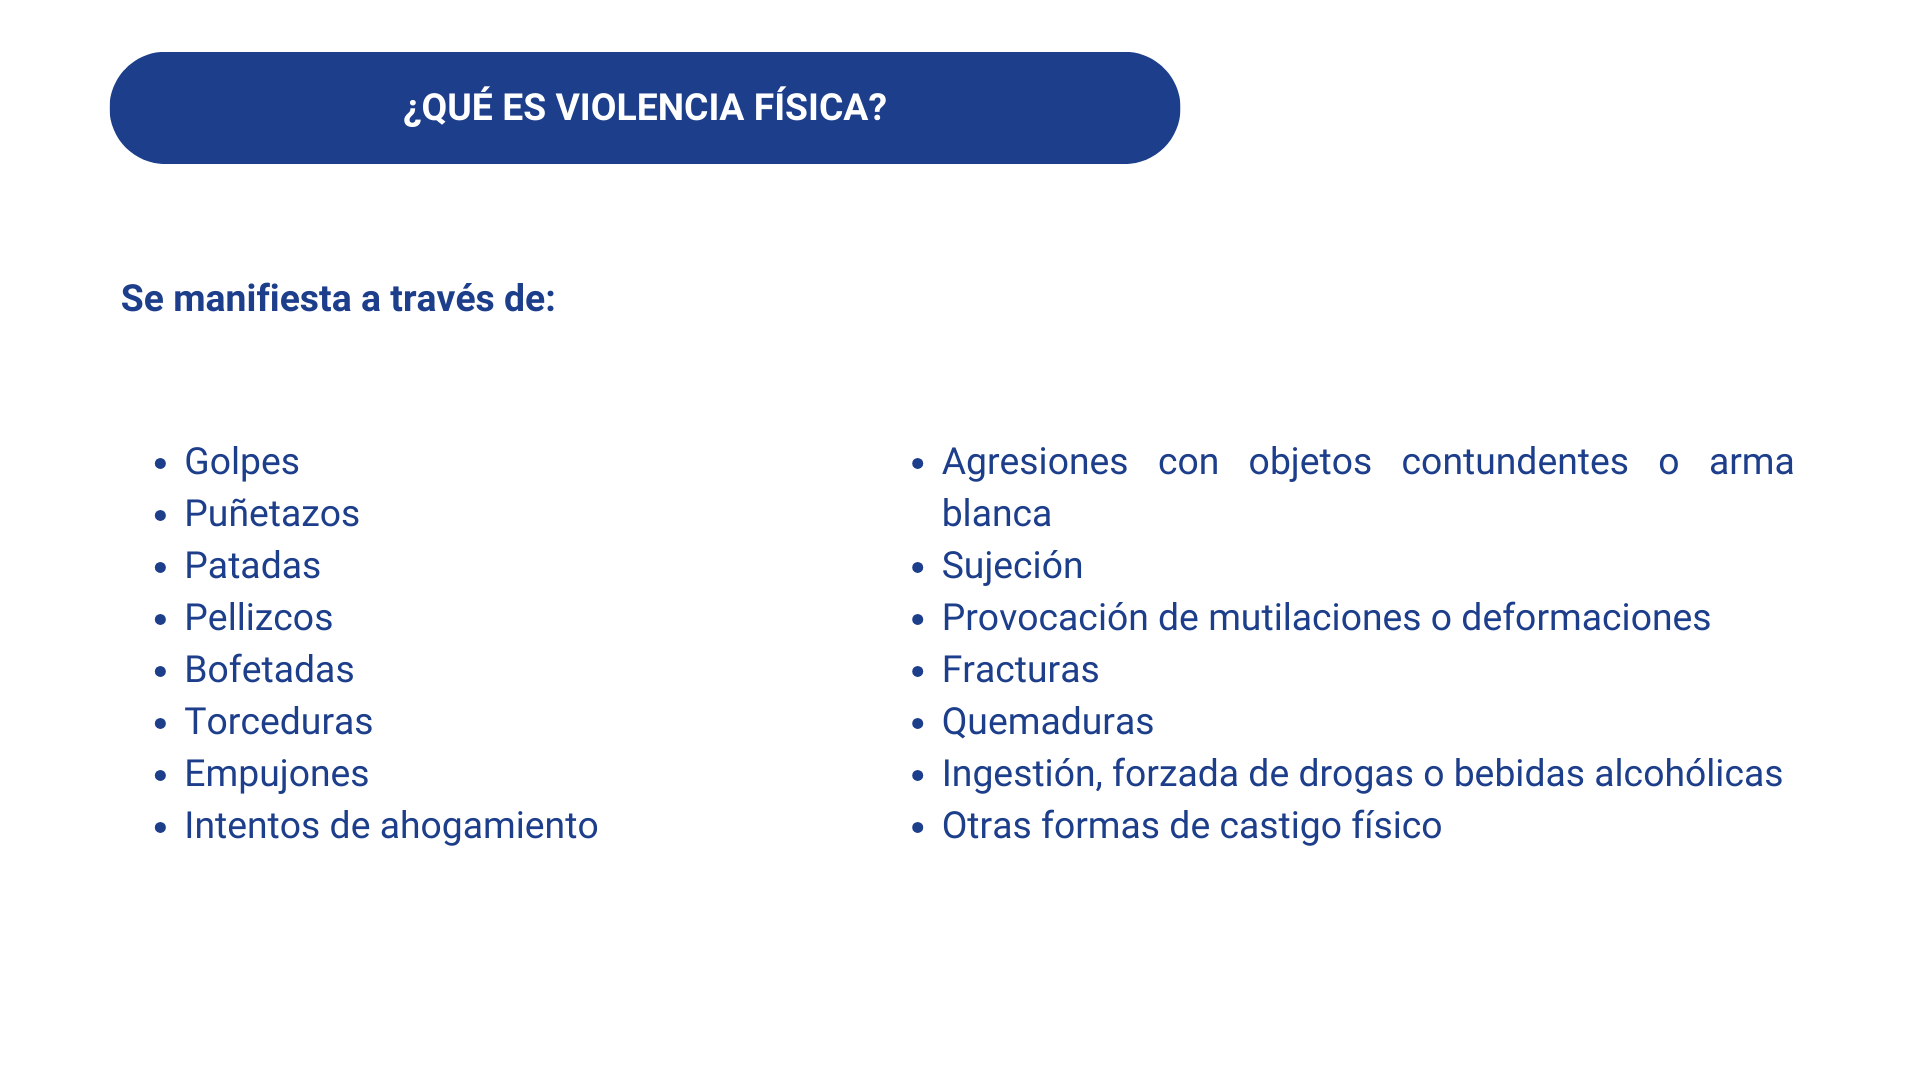 ¿QUÉ ES VIOLENCIA FÍSICA?
Se manifiesta a través de:
• Golpes
• Puñetazos
• Patadas
• Pellizcos
• Bofetadas
• Torceduras
• Empujones
• Intentos de ahogamiento
• Agresiones con objetos contundentes o arma
blanca
• Sujeción
• Provocación de mutilaciones o deformaciones
• Fracturas
• Quemaduras
• Ingestión, forzada de drogas o bebidas alcohólicas
• Otras formas de castigo físico